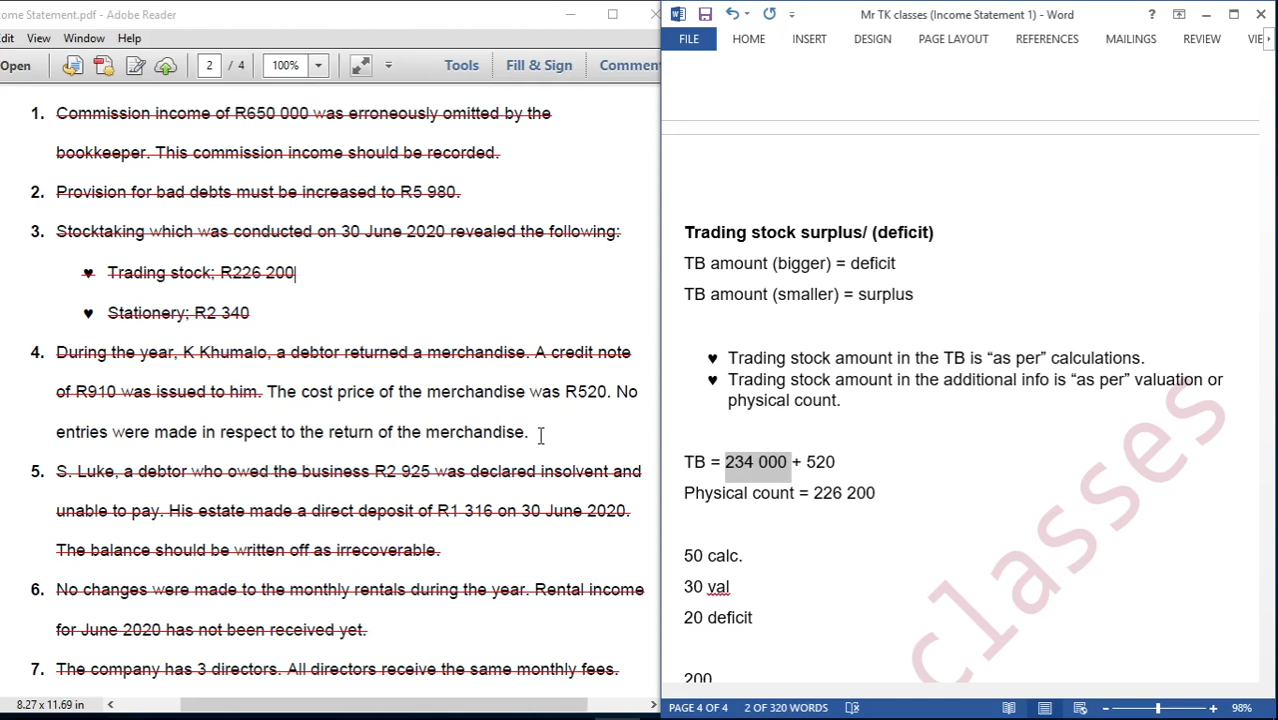 ome Statement.pdf - Adobe Reader
dit View Window Help
Open 2 / 4 100% Tools Fill & Sign Commen
1. Commission income of R650 000 was erroneously omitted by the
bookkeeper. This commission income should be recorded.
2. Provision for bad debts must be increased to R5 980.
3. Stocktaking which was conducted on 30 June 2020 revealed the following:
♥ Trading stock; R226 200
♥ Stationery; R2 340
4. During the year, K Khumalo, a debtor returned a merchandise. A credit note
of R910 was issued to him. The cost price of the merchandise was R520. No
entries were made in respect to the return of the merchandise.
5. S. Luke, a debtor who owed the business R2 925 was declared insolvent and
unable to pay. His estate made a direct deposit of R1 316 on 30 June 2020.
The balance should be written off as irrecoverable.
6. No changes were made to the monthly rentals during the year. Rental income
for June 2020 has not been received yet.
7. The company has 3 directors. All directors receive the same monthly fees.
8.27 x 11.69 in
Mr TK classes (Income Statement 1) - Word
FILE HOME INSERT DESIGN PAGE LAYOUT REFERENCES MAILINGS REVIEW VIE
Trading stock surplus/ (deficit)
TB amount (bigger) = deficit
TB amount (smaller) = surplus
♥ Trading stock amount in the TB is “as per” calculations.
♥ Trading stock amount in the additional info is “as per” valuation or
physical count.
TB = 234 000 + 520
Physical count = 226 200
50 calc.
30 val
20 deficit
200
classes
PAGE 4 OF 4 2 OF 320 WORDS 98%